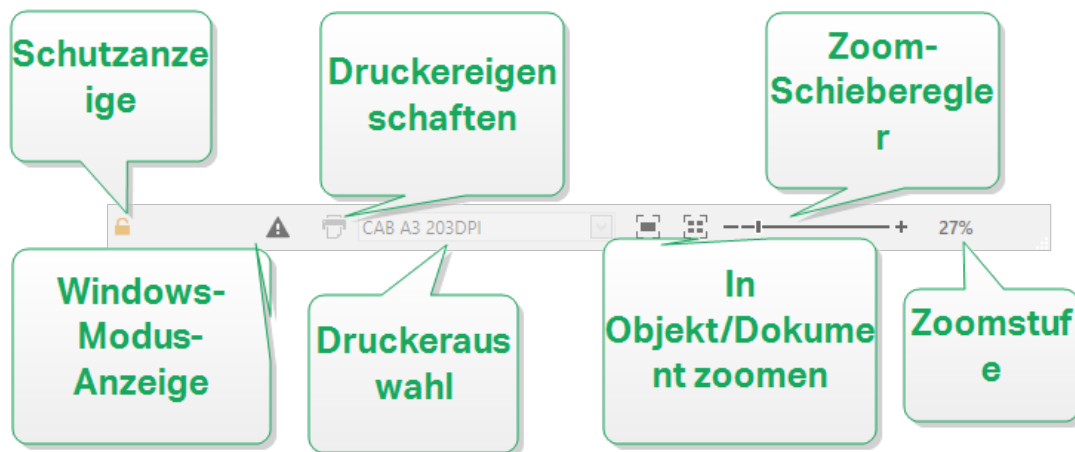 Schutzanze
ige
Druckereigen
schaften
Zoom-
Schieberegle
r
CAB A3 203DPI
27%
Windows-
Modus-
Anzeige
Druckeraus
wahl
In
Objekt/Dokume
nt zoomen
Zoomstuf
e